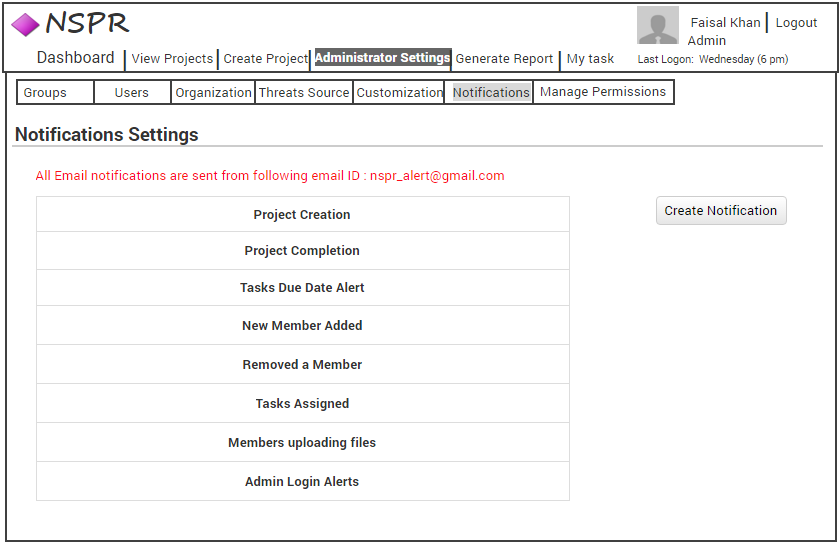 NSPR
Faisal Khan | Logout
Admin
Dashboard | View Projects | Create Project | Administrator Settings | Generate Report | My task
Last Logon: Wednesday (6 pm)
Groups Users Organization Threats Source Customization Notifications Manage Permissions
Notifications Settings
All Email notifications are sent from following email ID : nspr_alert@gmail.com
Project Creation
Create Notification
Project Completion
Tasks Due Date Alert
New Member Added
Removed a Member
Tasks Assigned
Members uploading files
Admin Login Alerts